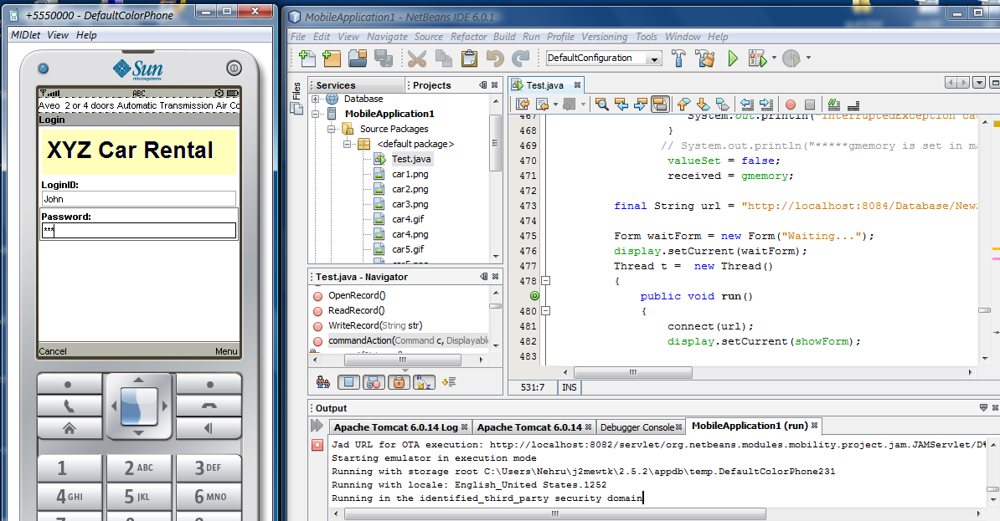 +5550000 - DefaultColorPhone
MIDlet View Help
Sun
microsystems
ABC
Aveo 2 or 4 doors Automatic Transmission Air Co
Login
XYZ Car Rental
LoginID:
John
Password:
***
Cancel Menu
1 2 ABC 3 DEF
4 GHI 5 JKL 6 MNO
MobileApplication1 - NetBeans IDE 6.0.1
File Edit View Navigate Source Refactor Build Run Profile Versioning Tools Window Help
DefaultConfiguration
Files
Services Projects
Database
MobileApplication1
Source Packages
<default package>
Test.java
car1.png
car2.png
car3.png
car4.gif
car4.png
car5.gif
car5.png
Test.java - Navigator
OpenRecord()
ReadRecord()
WriteRecord(String str)
commandAction(Command c, Displayable
Test.java
467 System.out.println("InterruptedException ca
468 }
469 // System.out.println("*****gmemory is set in m
470 valueSet = false;
471 received = gmemory;
472
473 final String url = "http://localhost:8084/Database/New
474
475 Form waitForm = new Form("Waiting...");
476 display.setCurrent(waitForm);
477 Thread t = new Thread()
478 {
public void run()
480 {
481 connect(url);
482 display.setCurrent(showForm);
483
531:7 INS
Output
Apache Tomcat 6.0.14 Log Apache Tomcat 6.0.14 Debugger Console MobileApplication1 (run)
Jad URL for OTA execution: http://localhost:8082/servlet/org.netbeans.modules.mobility.project.jam.JAMServlet/D%
Starting emulator in execution mode
Running with storage root C:\Users\Nehru\j2mewtk\2.5.2\appdb\temp.DefaultColorPhone231
Running with locale: English_United States.1252
Running in the identified_third_party security domain